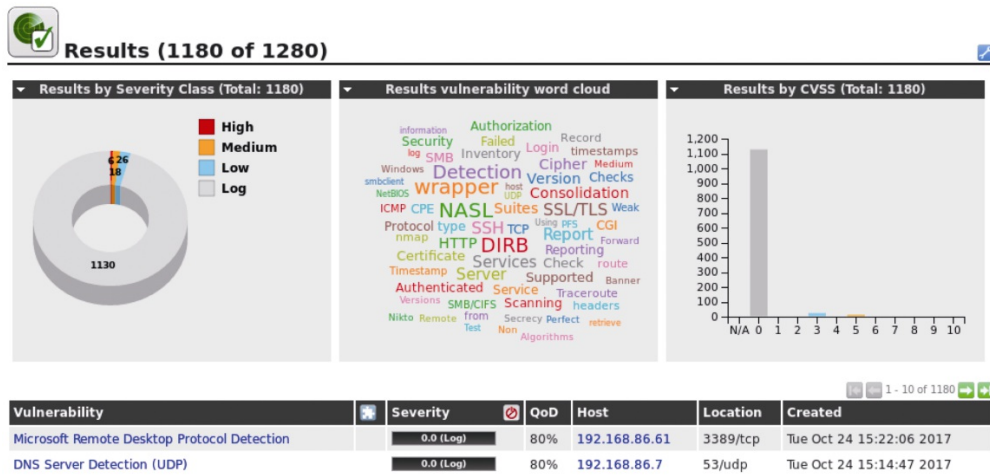 Results (1180 of 1280)
Results by Severity Class (Total: 1180)
High
Medium
Low
Log
6 26
18
1130
Results vulnerability word cloud
information Authorization
Security Failed Record
log SMB Inventory Login timestamps
Windows Detection Cipher Medium
smbclient Version Checks
NetBIOS wrapper host UDP Consolidation
ICMP CPE NASL Suites SSL/TLS Weak
Protocol type SSH TCP Using PFS CGI
nmap HTTP DIRB Report Forward
Certificate Reporting
Services Check route
Timestamp Server Supported Banner
Authenticated Service Traceroute
Versions SMB/CIFS Scanning headers
Nikto Remote from Secrecy Perfect retrieve
Test Non
Algorithms
Results by CVSS (Total: 1180)
1,200
1,100
1,000
900
800
700
600
500
400
300
200
100
0
N/A 0 1 2 3 4 5 6 7 8 9 10
1 - 10 of 1180
Vulnerability Severity QoD Host Location Created
Microsoft Remote Desktop Protocol Detection 0.0 (Log) 80% 192.168.86.61 3389/tcp Tue Oct 24 15:22:06 2017
DNS Server Detection (UDP) 0.0 (Log) 80% 192.168.86.7 53/udp Tue Oct 24 15:14:47 2017